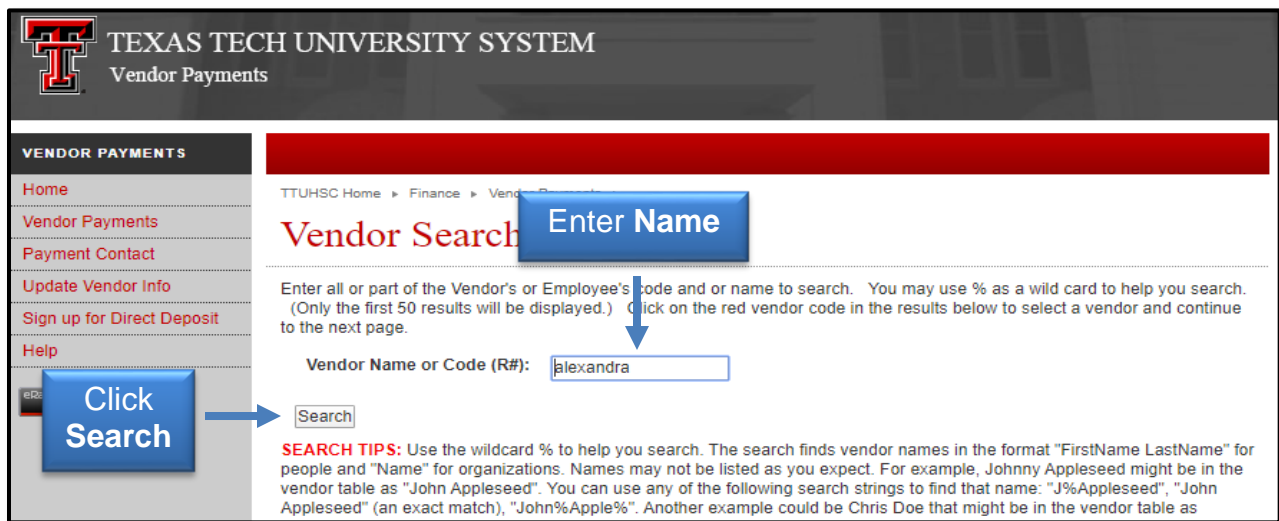 TEXAS TECH UNIVERSITY SYSTEM
Vendor Payments
VENDOR PAYMENTS
Home
Vendor Payments
Payment Contact
Update Vendor Info
Sign up for Direct Deposit
Help
Click
Search
TTUHSC Home ▸ Finance ▸
Vendor Search
Enter Name
Enter all or part of the Vendor's or Employee's code and or name to search. You may use % as a wild card to help you search.
(Only the first 50 results will be displayed.) Click on the red vendor code in the results below to select a vendor and continue
to the next page.
Vendor Name or Code (R#):
alexandra
Search
SEARCH TIPS: Use the wildcard % to help you search. The search finds vendor names in the format "FirstName LastName" for
people and "Name" for organizations. Names may not be listed as you expect. For example, Johnny Appleseed might be in the
vendor table as "John Appleseed". You can use any of the following search strings to find that name: "J%Appleseed", "John
Appleseed" (an exact match), "John%Apple%". Another example could be Chris Doe that might be in the vendor table as